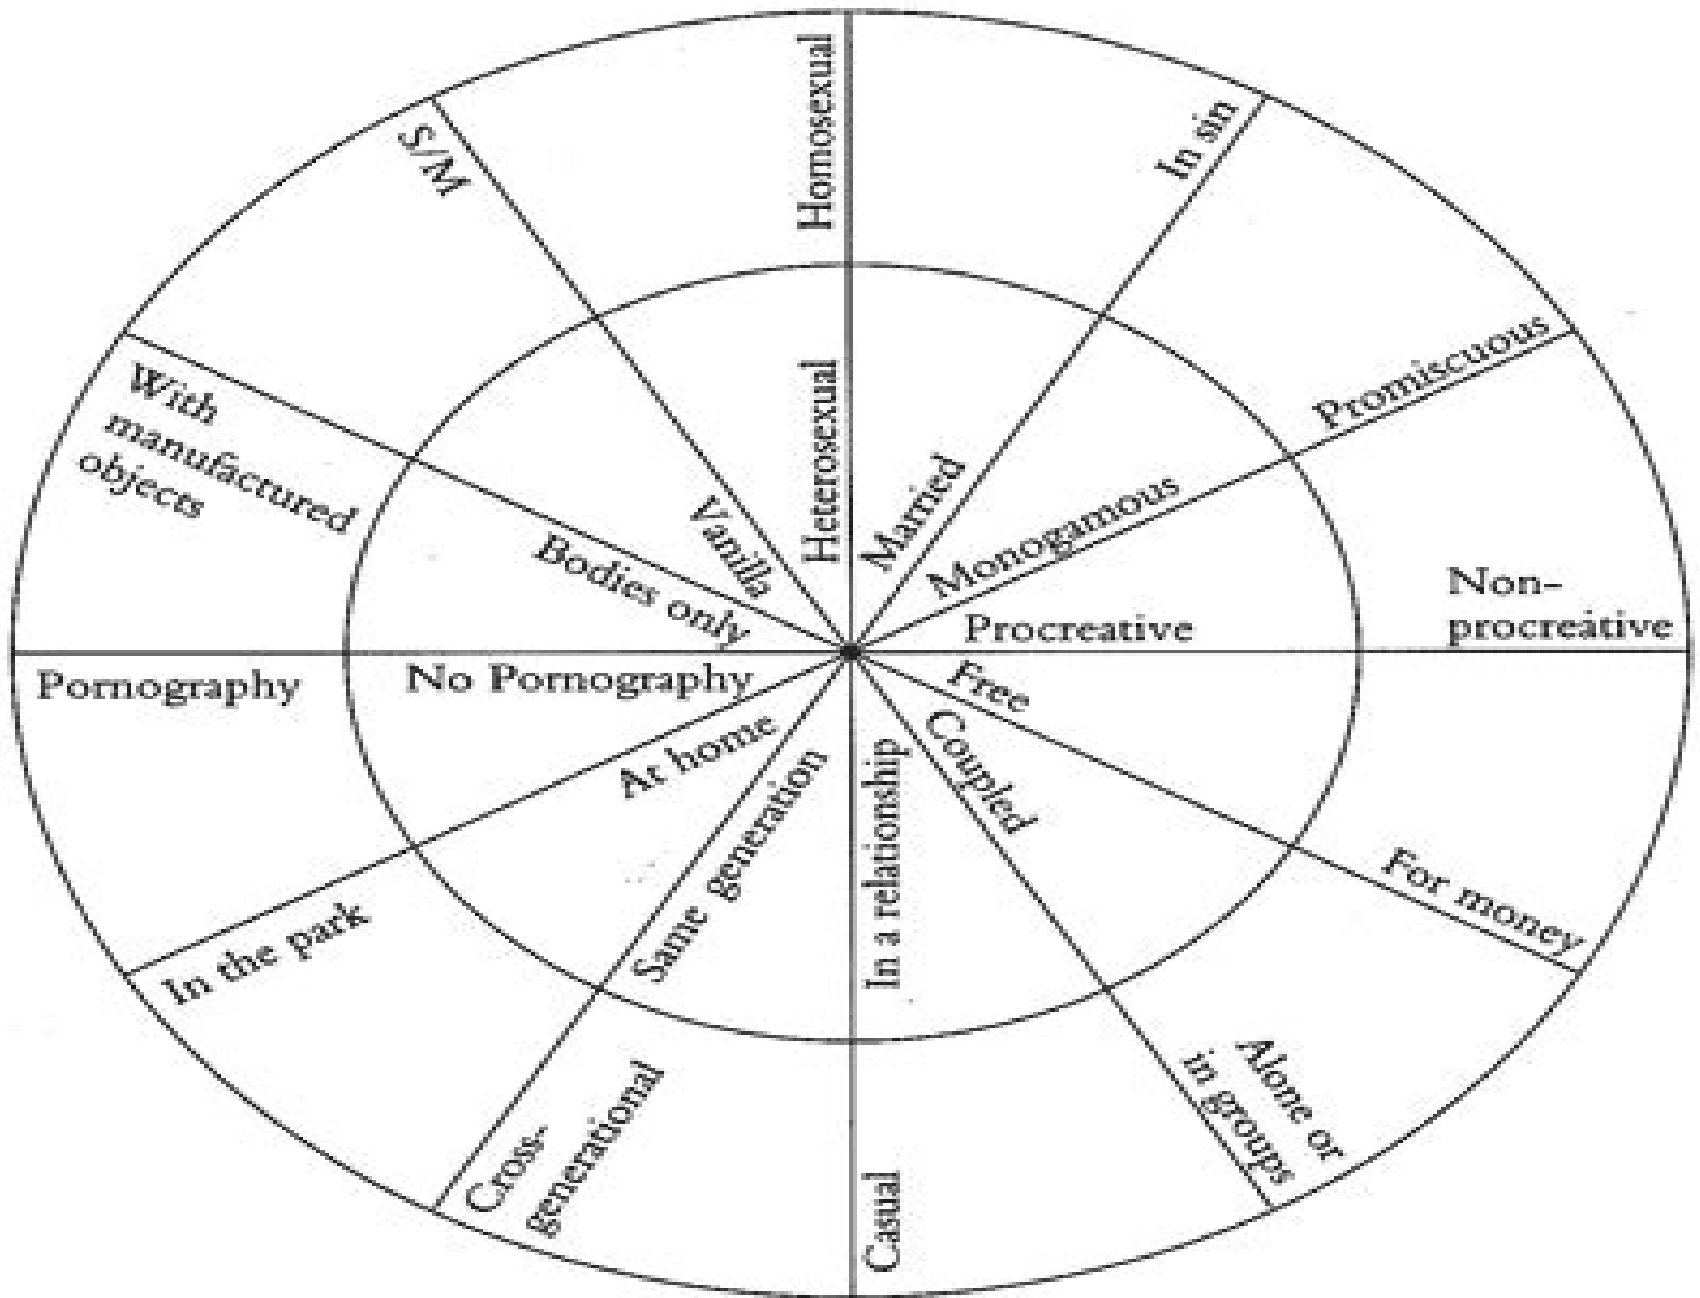 Homosexual
Heterosexual
In sin
Married
Promiscuous
Monogamous
Non-
procreative
Procreative
Free
For money
Coupled
Alone or
in groups
In a relationship
Casual
Same generation
Cross-
generational
At home
In the park
No Pornography
Pornography
Bodies only
With
manufactured
objects
Vanilla
S/M